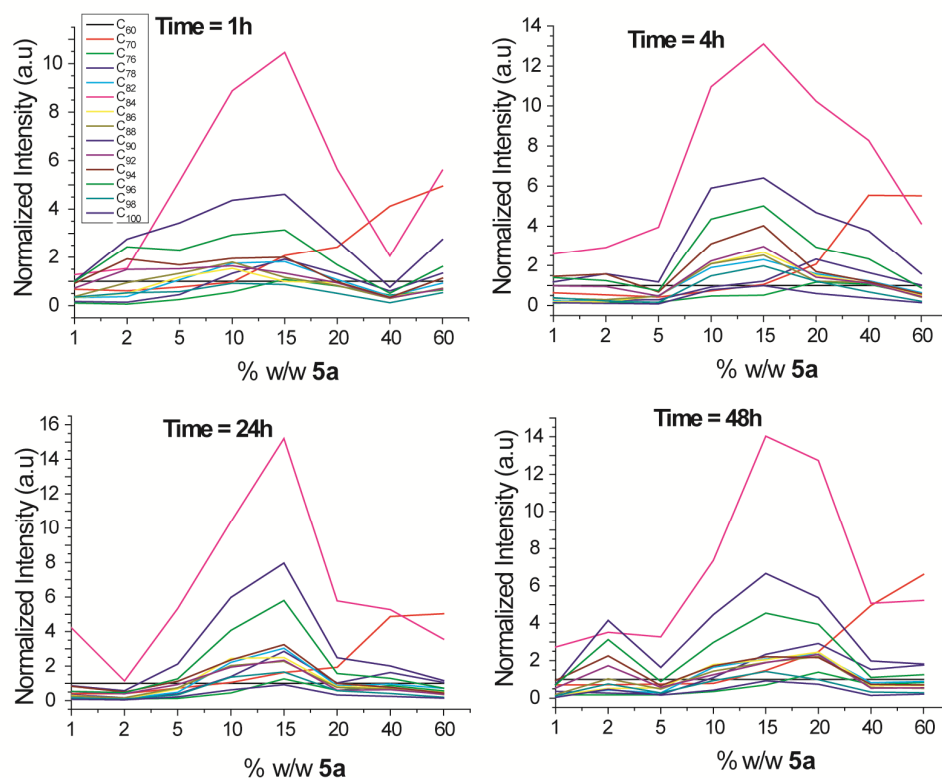 Time = 1h
Normalized Intensity (a.u)
C60
C70
C76
C78
C82
C84
C86
C88
C90
C92
C94
C96
C98
C100
10
8
6
4
2
0
1 2 5 10 15 20 40 60
% w/w 5a
Time = 4h
Normalized Intensity (a.u)
14
12
10
8
6
4
2
0
1 2 5 10 15 20 40 60
% w/w 5a
Time = 24h
Normalized Intensity (a.u)
16
14
12
10
8
6
4
2
0
1 2 5 10 15 20 40 60
% w/w 5a
Time = 48h
Normalized Intensity (a.u)
14
12
10
8
6
4
2
0
1 2 5 10 15 20 40 60
% w/w 5a